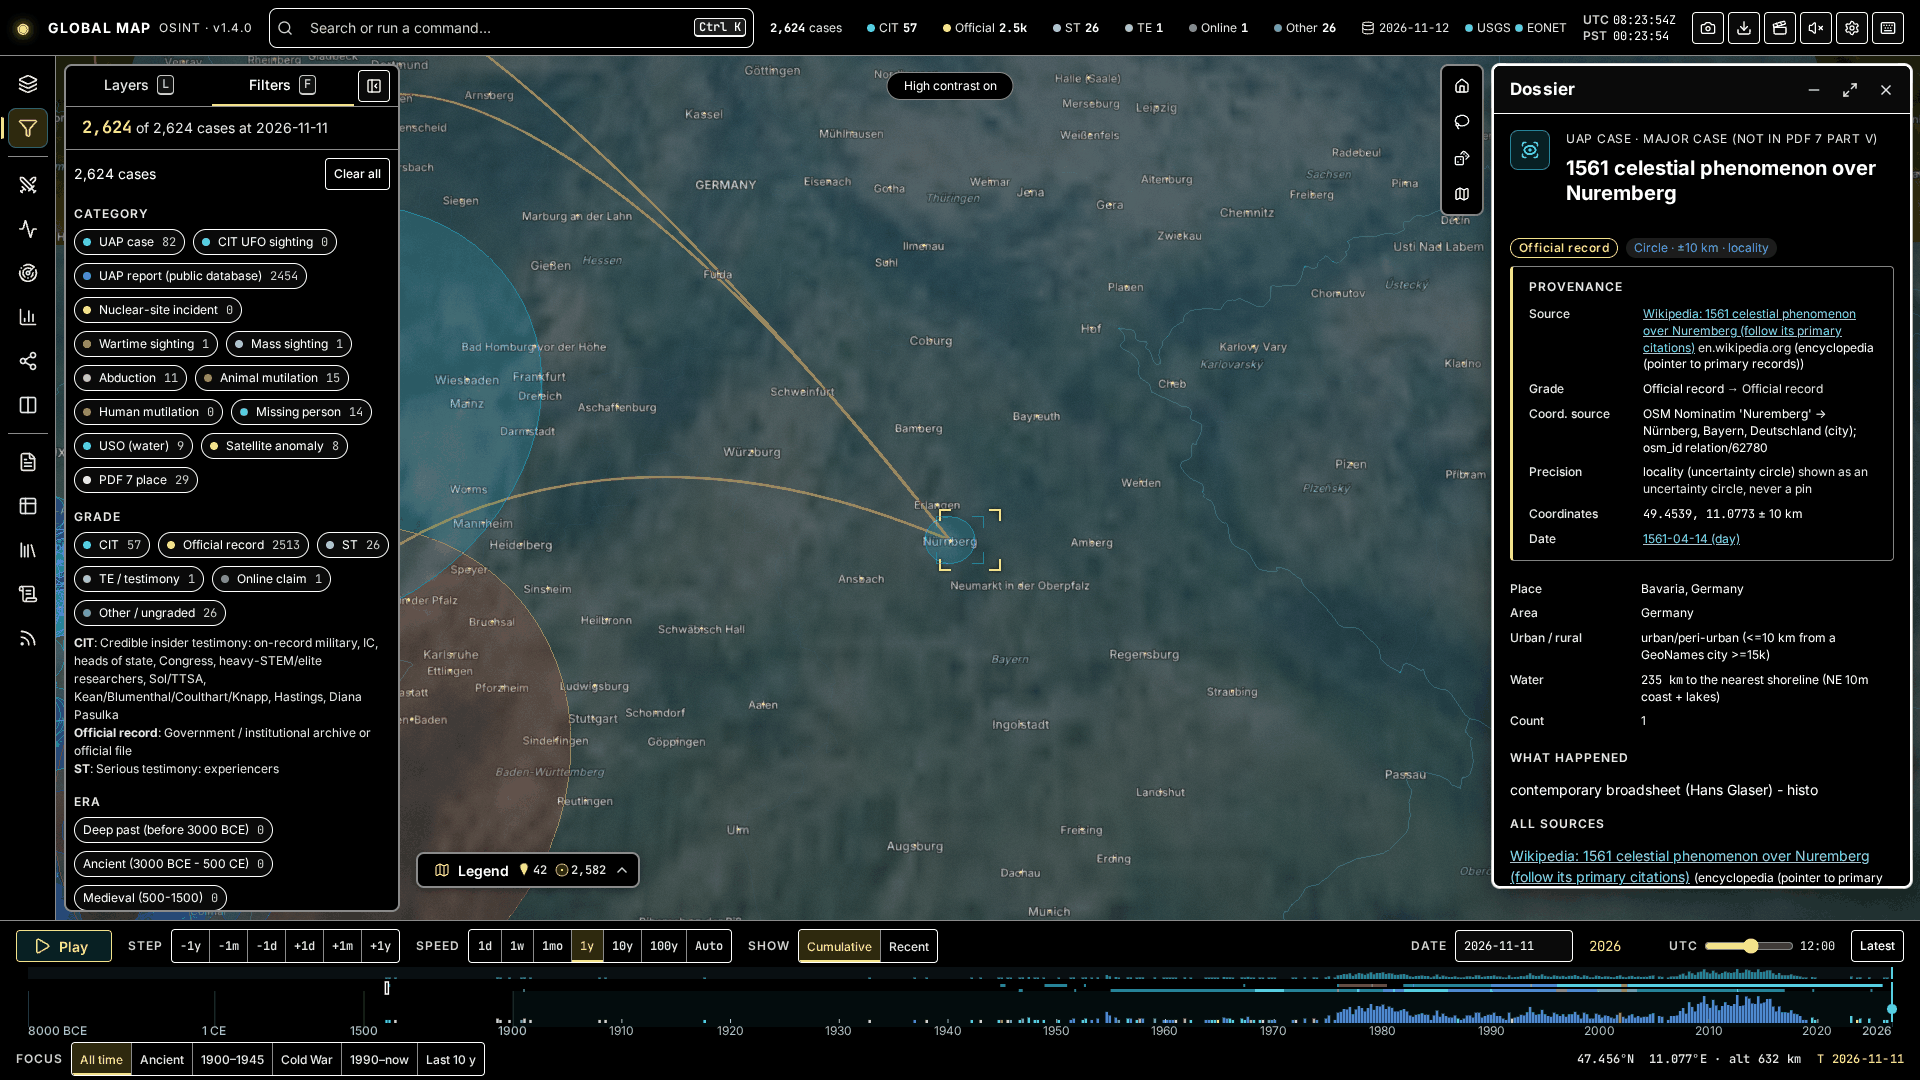 GLOBAL MAP OSINT · v1.4.0
Search or run a command...
Ctrl K
2,624 cases
CIT 57
Official 2.5k
ST 26
TE 1
Online 1
Other 26
2026-11-12
USGS
EONET
UTC 08:23:54Z
PST 00:23:54
Layers L
Filters F
2,624 of 2,624 cases at 2026-11-11
2,624 cases
Clear all
CATEGORY
UAP case 82
CIT UFO sighting 0
UAP report (public database) 2454
Nuclear-site incident 0
Wartime sighting 1
Mass sighting 1
Abduction 11
Animal mutilation 15
Human mutilation 0
Missing person 14
USO (water) 9
Satellite anomaly 8
PDF 7 place 29
GRADE
CIT 57
Official record 2513
ST 26
TE / testimony 1
Online claim 1
Other / ungraded 26
CIT: Credible insider testimony: on-record military, IC,
heads of state, Congress, heavy-STEM/elite
researchers, Sol/TTSA,
Kean/Blumenthal/Coulthart/Knapp, Hastings, Diana
Pasulka
Official record: Government / institutional archive or
official file
ST: Serious testimony: experiencers
ERA
Deep past (before 3000 BCE) 0
Ancient (3000 BCE - 500 CE) 0
Medieval (500-1500) 0
High contrast on
Göttingen
Halle (Saale)
Arnsberg
Merseburg
Leipzig
Kassel
Mühlhausen
Weißenfels
Radebeul
Sachsen
GERMANY
Eisenach
Gotha
Weimar
Jena
Altenburg
Freiberg
Pirna
Thüringen
Siegen
Gera
Chemnitz
Marburg an der Lahn
Zwickau
Ilmenau
Usti Nad Labem
Gießen
Hessen
Suhl
Fulda
Plauen
Chomutov
Ústecký
Hof
Coburg
Bad Homburg vor der Höhe
Karlovy Vary
Karlovarský
Kladno
Wiesbaden
Frankfurt
Cheb
Mainz
Dreieich
Schweinfurt
Aschaffenburg
Bayreuth
Darmstadt
Bamberg
Würzburg
Pizen
Příbram
Worms
Weiden
Plzeňský
Erlangen
Mannheim
Nürnberg
Heidelberg
Amberg
Speyer
Ansbach
Sinsheim
Neumarkt in der Oberpfalz
in der Pfalz
Bruchsal
Heilbronn
Schwäbisch Hall
Karlsruhe
Bayern
Regensburg
Ettlingen
Pforzheim
Ludwigsburg
Straubing
Aalen
Schorndorf
Stuttgart
Ingolstadt
Sindelfingen
Göppingen
Baden-Württemberg
Passau
Landshut
Reutlingen
Ulm
Freising
Augsburg
Erding
Dachau
Munich
Legend 42 2,582
Dossier
UAP CASE · MAJOR CASE (NOT IN PDF 7 PART V)
1561 celestial phenomenon over
Nuremberg
Official record
Circle · ±10 km · locality
PROVENANCE
Source Wikipedia: 1561 celestial phenomenon
over Nuremberg (follow its primary
citations) en.wikipedia.org (encyclopedia
(pointer to primary records))
Grade Official record → Official record
Coord. source OSM Nominatim 'Nuremberg' →
Nürnberg, Bayern, Deutschland (city);
osm_id relation/62780
Precision locality (uncertainty circle) shown as an
uncertainty circle, never a pin
Coordinates 49.4539, 11.0773 ± 10 km
Date 1561-04-14 (day)
Place Bavaria, Germany
Area Germany
Urban / rural urban/peri-urban (<=10 km from a
GeoNames city >=15k)
Water 235 km to the nearest shoreline (NE 10m
coast + lakes)
Count 1
WHAT HAPPENED
contemporary broadsheet (Hans Glaser) - histo
ALL SOURCES
Wikipedia: 1561 celestial phenomenon over Nuremberg
(follow its primary citations) (encyclopedia (pointer to primary
Play
STEP -1y -1m -1d +1d +1m +1y
SPEED 1d 1w 1mo 1y 10y 100y Auto
SHOW Cumulative Recent
DATE 2026-11-11 2026
UTC 12:00
Latest
8000 BCE 1 CE 1500 1900 1910 1920 1930 1940 1950 1960 1970 1980 1990 2000 2010 2020 2026
FOCUS All time Ancient 1900–1945 Cold War 1990–now Last 10 y
47.456°N 11.077°E · alt 632 km T 2026-11-11